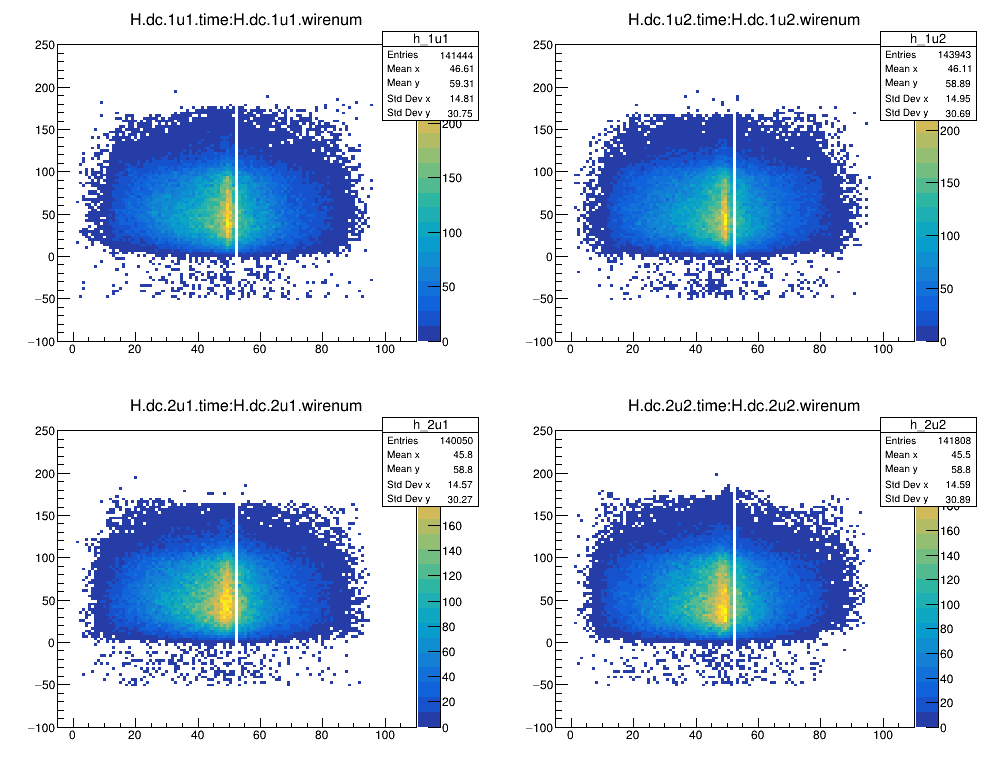 H.dc.1u1.time:H.dc.1u1.wirenum
h_1u1
Entries 141444
Mean x 46.61
Mean y 59.31
Std Dev x 14.81
Std Dev y 30.75
250
200
150
100
50
0
−50
−100
0 20 40 60 80 100
200
150
100
50
0
H.dc.1u2.time:H.dc.1u2.wirenum
h_1u2
Entries 143943
Mean x 46.11
Mean y 58.89
Std Dev x 14.95
Std Dev y 30.69
250
200
150
100
50
0
−50
−100
0 20 40 60 80 100
200
150
100
50
0
H.dc.2u1.time:H.dc.2u1.wirenum
h_2u1
Entries 140050
Mean x 45.8
Mean y 58.8
Std Dev x 14.57
Std Dev y 30.27
250
200
150
100
50
0
−50
−100
0 20 40 60 80 100
160
140
120
100
80
60
40
20
0
H.dc.2u2.time:H.dc.2u2.wirenum
h_2u2
Entries 141808
Mean x 45.5
Mean y 58.8
Std Dev x 14.59
Std Dev y 30.89
250
200
150
100
50
0
−50
−100
0 20 40 60 80 100
160
140
120
100
80
60
40
20
0